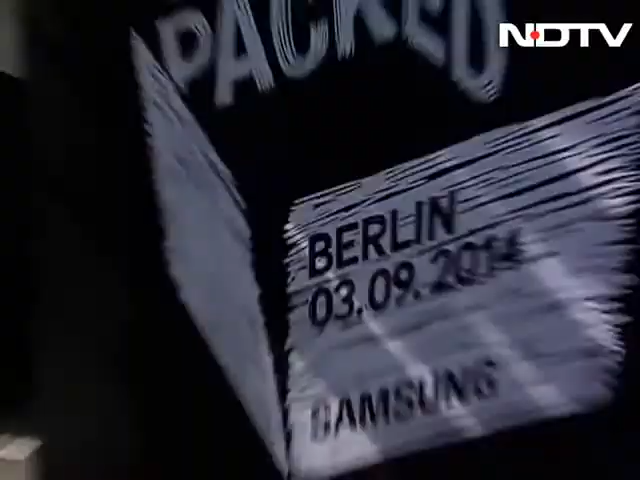 PACKED
NDTV
BERLIN
03.09.2014
SAMSUNG